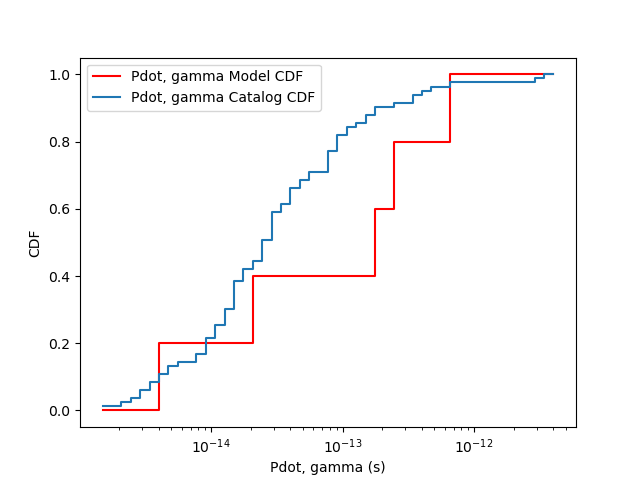 Pdot, gamma Model CDF
Pdot, gamma Catalog CDF
CDF
1.0
0.8
0.6
0.4
0.2
0.0
10⁻¹⁴ 10⁻¹³ 10⁻¹²
Pdot, gamma (s)